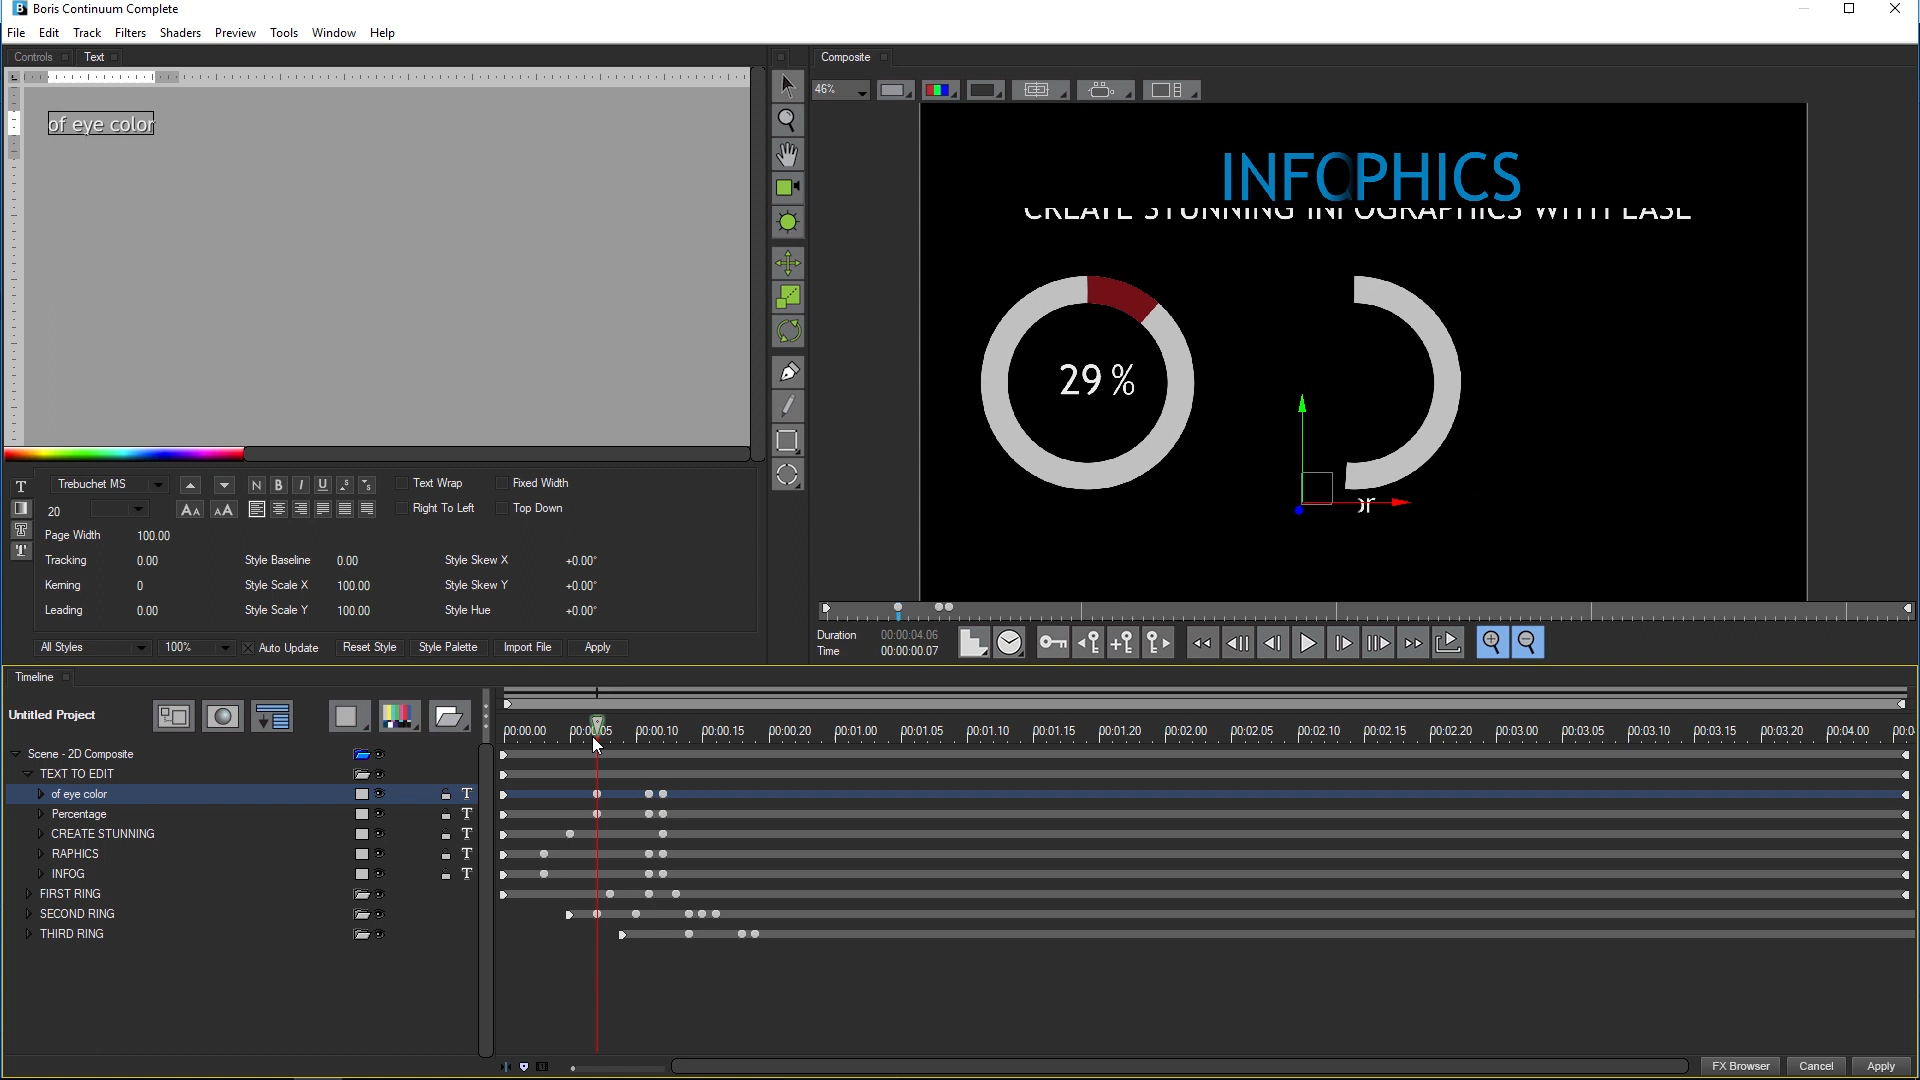 Boris Continuum Complete
File Edit Track Filters Shaders Preview Tools Window Help
Controls Text
Composite
46%
of eye color
INFOPHICS
CREATE STUNNING INFOGRAPHICS WITH EASE
29 %
or
Trebuchet MS N B I U Text Wrap Fixed Width
20 Right To Left Top Down
Page Width 100.00
Tracking 0.00 Style Baseline 0.00 Style Skew X +0.00°
Kerning 0 Style Scale X 100.00 Style Skew Y +0.00°
Leading 0.00 Style Scale Y 100.00 Style Hue +0.00°
All Styles 100% Auto Update Reset Style Style Palette Import File Apply
Duration 00:00:04.06
Time 00:00:00.07
Timeline
Untitled Project
00:00.00 00:00.05 00:00.10 00:00.15 00:00.20 00:01.00 00:01.05 00:01.10 00:01.15 00:01.20 00:02.00 00:02.05 00:02.10 00:02.15 00:02.20 00:03.00 00:03.05 00:03.10 00:03.15 00:03.20 00:04.00
Scene - 2D Composite
TEXT TO EDIT
of eye color T
Percentage T
CREATE STUNNING T
RAPHICS T
INFOG T
FIRST RING
SECOND RING
THIRD RING
FX Browser Cancel Apply